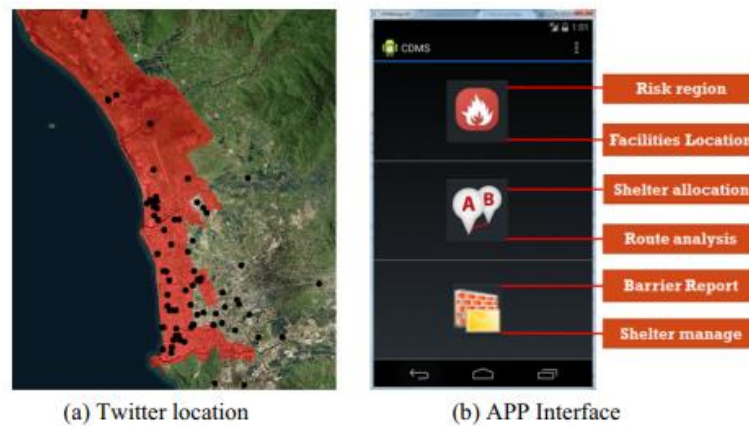 1:01
CDMS
Risk region
Facilities Location
Shelter allocation
A B
Route analysis
Barrier Report
Shelter manage
(a) Twitter location
(b) APP Interface